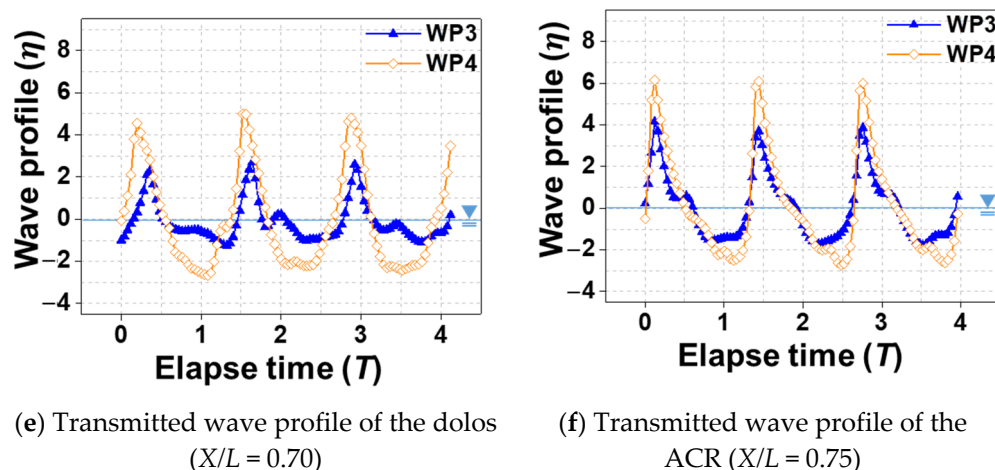 WP3
WP4
Wave profile (η)
8
6
4
2
0
−2
−4
0
1
2
3
4
Elapse time (T)
(e) Transmitted wave profile of the dolos
(X/L = 0.70)
WP3
WP4
Wave profile (η)
8
6
4
2
0
−2
−4
0
1
2
3
4
Elapse time (T)
(f) Transmitted wave profile of the
ACR (X/L = 0.75)